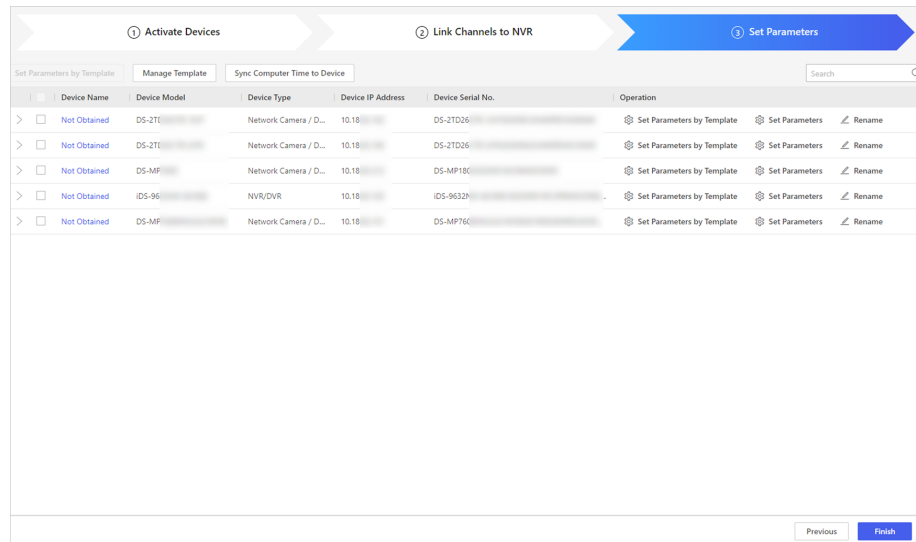 1 Activate Devices
2 Link Channels to NVR
3 Set Parameters
Set Parameters by Template Manage Template Sync Computer Time to Device Search
Device Name Device Model Device Type Device IP Address Device Serial No. Operation
Not Obtained DS-2TD Network Camera / D... 10.18 DS-2TD26 Set Parameters by Template Set Parameters Rename
Not Obtained DS-2TD Network Camera / D... 10.18 DS-2TD26 Set Parameters by Template Set Parameters Rename
Not Obtained DS-MP Network Camera / D... 10.18 DS-MP180 Set Parameters by Template Set Parameters Rename
Not Obtained iDS-96 NVR/DVR 10.18 iDS-9632N Set Parameters by Template Set Parameters Rename
Not Obtained DS-MP Network Camera / D... 10.18 DS-MP760 Set Parameters by Template Set Parameters Rename
Previous Finish